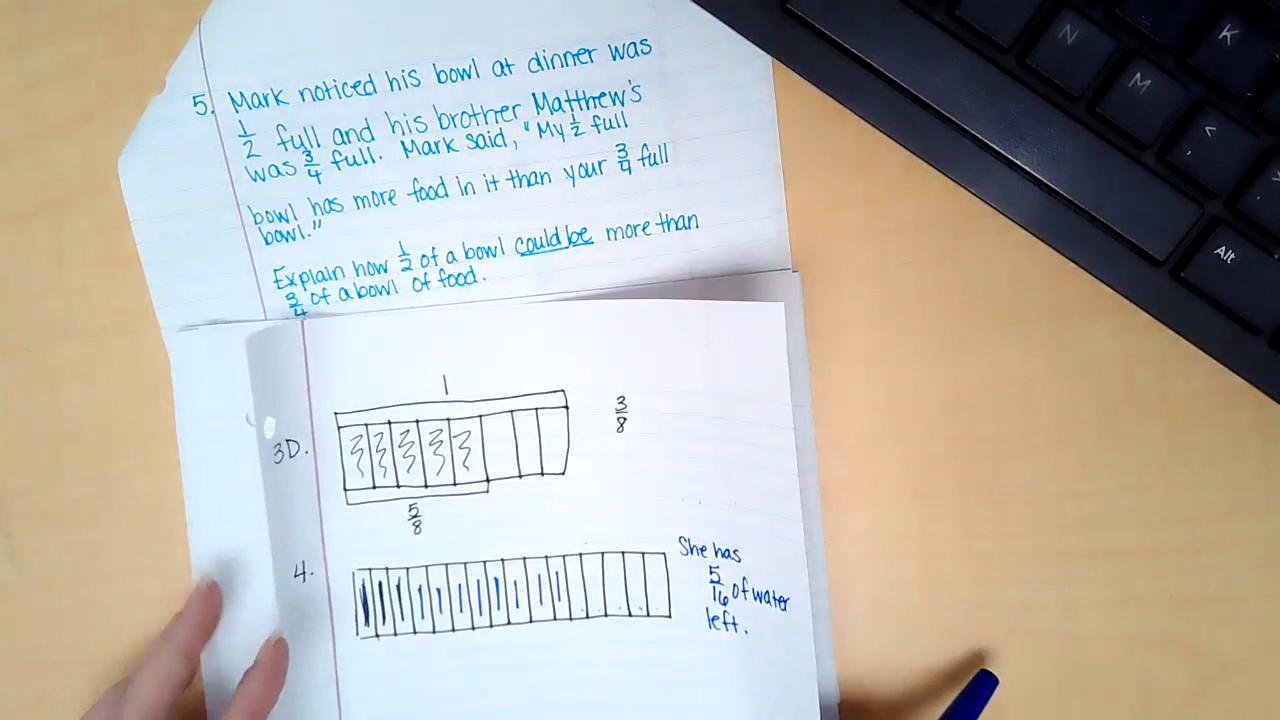 5. Mark noticed his bowl at dinner was
1/2 full and his brother Matthew's
was 3/4 full. Mark said, "My 1/2 full
bowl has more food in it than your 3/4 full
bowl."
Explain how 1/2 of a bowl could be more than
3/4 of a bowl of food.
1
3D.
3/8
5/8
4.
She has
5/16 of water
left.
N
M
K
<
,
Alt